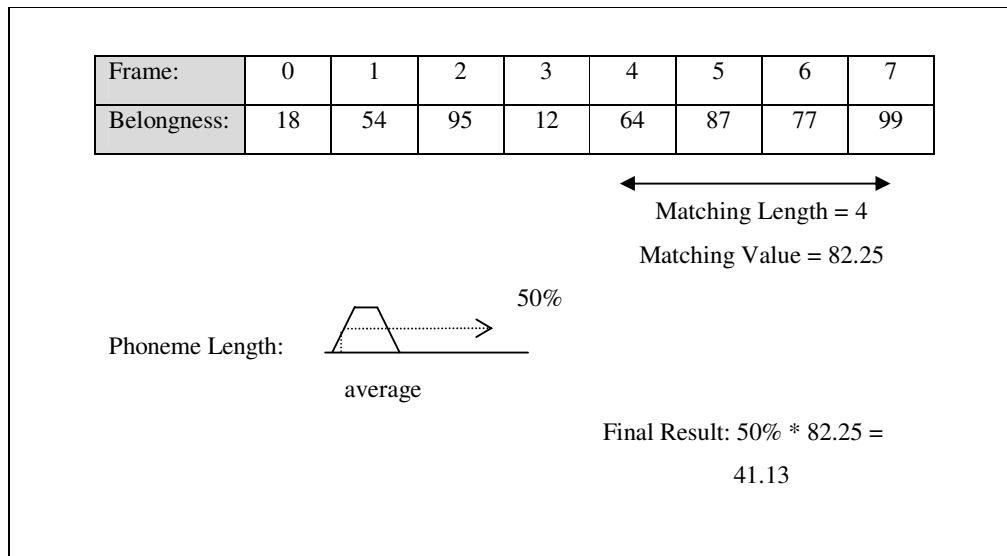 Frame: 0 1 2 3 4 5 6 7
Belongness: 18 54 95 12 64 87 77 99
Matching Length = 4
Matching Value = 82.25
50%
Phoneme Length:
average
Final Result: 50% * 82.25 =
41.13